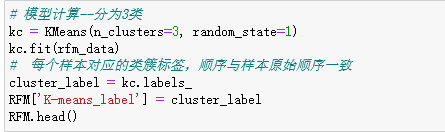 # 模型计算--分为3类
kc = KMeans(n_clusters=3, random_state=1)
kc.fit(rfm_data)
# 每个样本对应的类簇标签，顺序与样本原始顺序一致
cluster_label = kc.labels_
RFM['K-means_label'] = cluster_label
RFM.head()